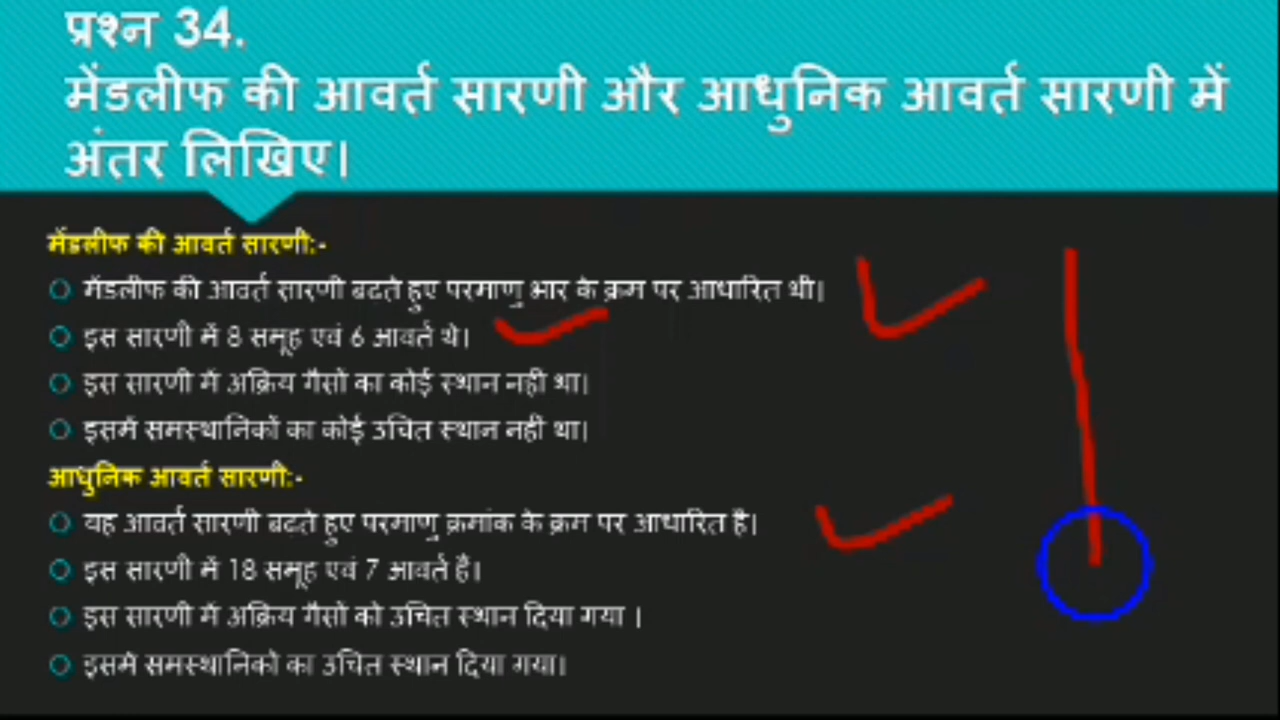 प्रश्न 34.
मेंडलीफ की आवर्त सारणी और आधुनिक आवर्त सारणी में
अंतर लिखिए।
मेंडलीफ की आवर्त सारणी:-
मेंडलीफ की आवर्त सारणी बढते हुए परमाणु भार के क्रम पर आधारित थी।
इस सारणी में 8 समूह एवं 6 आवर्त थे।
इस सारणी में अक्रिय गैसों का कोई स्थान नही था।
इसमें समस्थानिकों का कोई उचित स्थान नही था।
आधुनिक आवर्त सारणी:-
यह आवर्त सारणी बढते हुए परमाणु क्रमांक के क्रम पर आधारित है।
इस सारणी में 18 समूह एवं 7 आवर्त है।
इस सारणी में अक्रिय गैसों को उचित स्थान दिया गया ।
इसमें समस्थानिकों का उचित स्थान दिया गया।